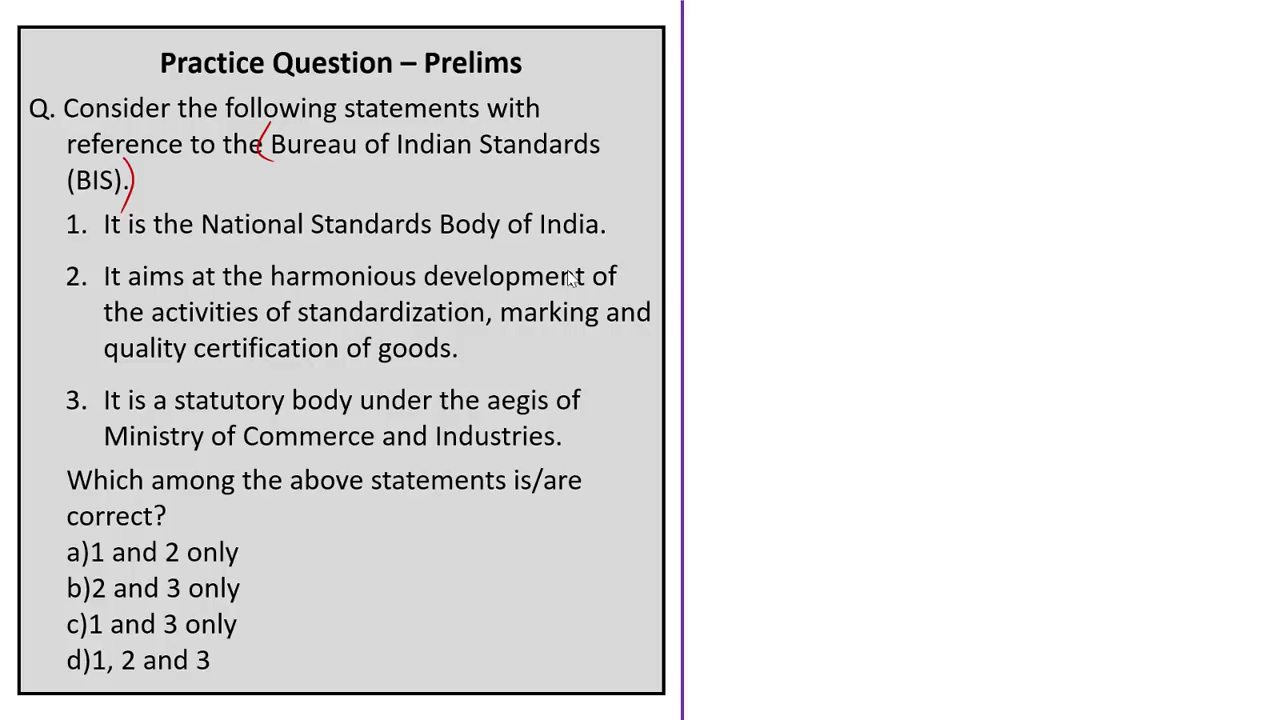 Practice Question – Prelims
Q. Consider the following statements with
reference to the Bureau of Indian Standards
(BIS).
1. It is the National Standards Body of India.
2. It aims at the harmonious development of
the activities of standardization, marking and
quality certification of goods.
3. It is a statutory body under the aegis of
Ministry of Commerce and Industries.
Which among the above statements is/are
correct?
a)1 and 2 only
b)2 and 3 only
c)1 and 3 only
d)1, 2 and 3